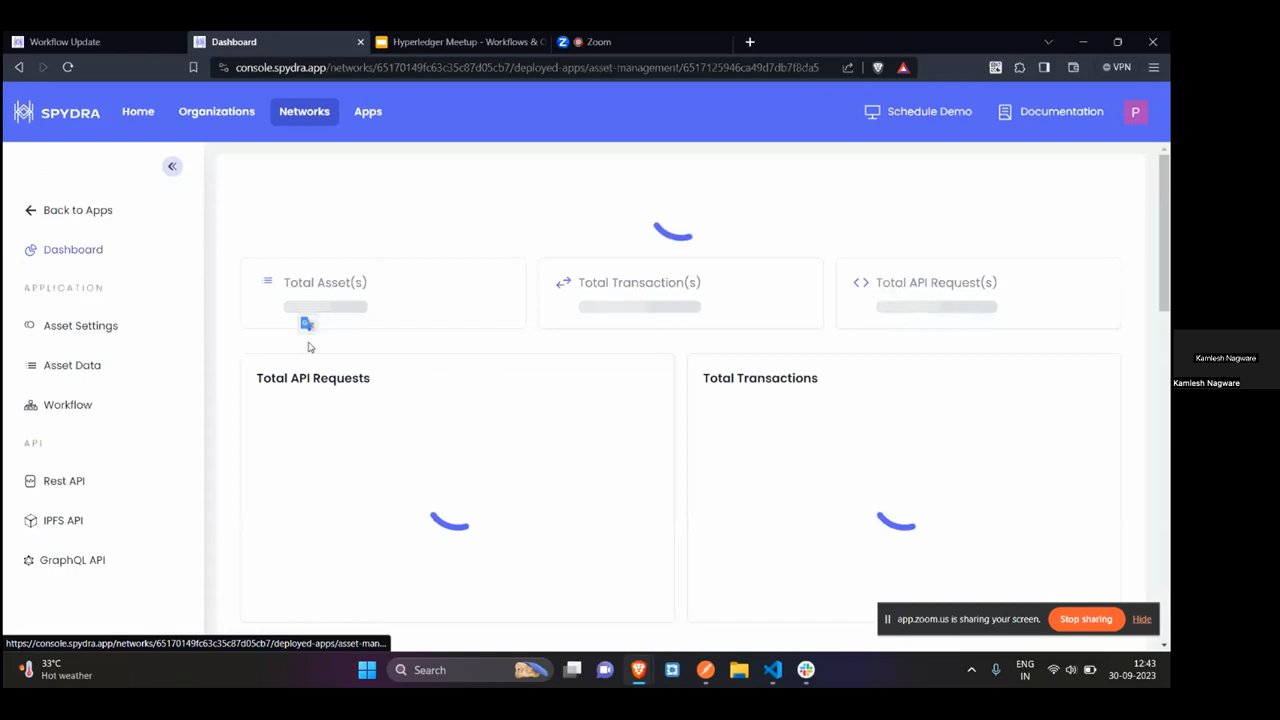 Workflow Update
Dashboard
Hyperledger Meetup - Workflows & C
Zoom
console.spydra.app/networks/65170149fc63c35c87d05cb7/deployed-apps/asset-management/6517125946ca49d7db7f8da5
VPN
SPYDRA
Home
Organizations
Networks
Apps
Schedule Demo
Documentation
P
Back to Apps
Dashboard
APPLICATION
Asset Settings
Asset Data
Workflow
API
Rest API
IPFS API
GraphQL API
Total Asset(s)
Total Transaction(s)
Total API Request(s)
Total API Requests
Total Transactions
Kamlesh Nagware
Kamlesh Nagware
app.zoom.us is sharing your screen.
Stop sharing
Hide
https://console.spydra.app/networks/65170149fc63c35c87d05cb7/deployed-apps/asset-man...
33°C
Hot weather
Search
ENG
IN
12:43
30-09-2023